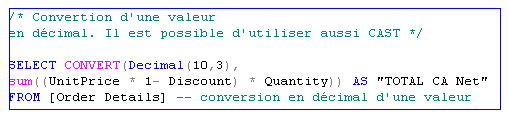 /* Convertion d'une valeur
en décimal. Il est possible d'utiliser aussi CAST */
SELECT CONVERT(Decimal(10,3),
sum((UnitPrice * 1- Discount) * Quantity)) AS "TOTAL CA Net"
FROM [Order Details] -- conversion en décimal d'une valeur